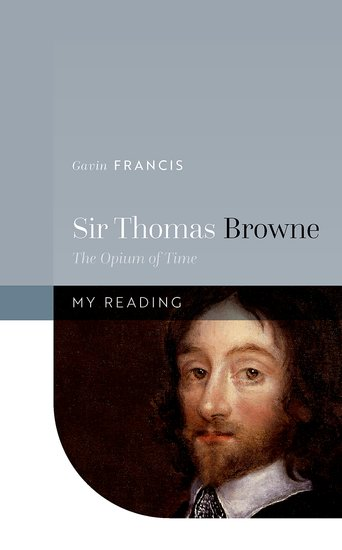 Gavin FRANCIS
Sir Thomas Browne
The Opium of Time
MY READING